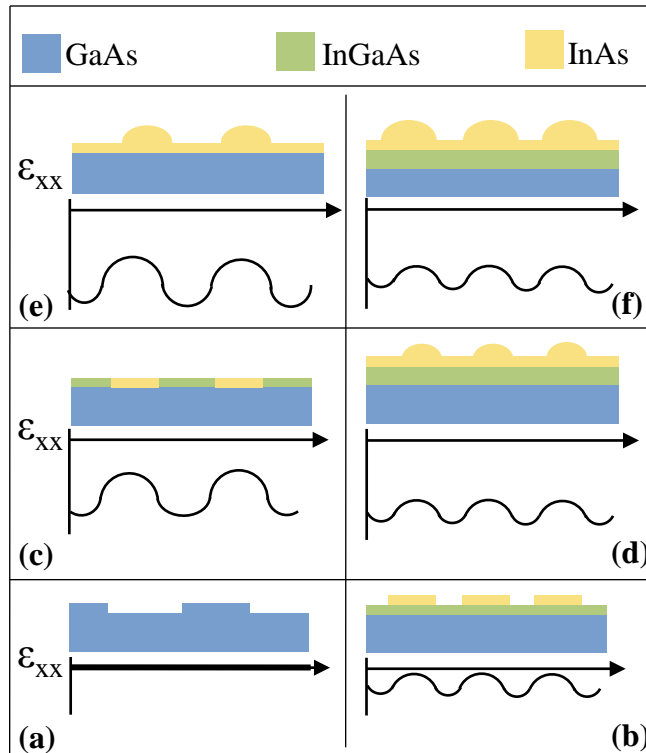 GaAs InGaAs InAs
εxx
(e) (f)
εxx
(c) (d)
εxx
(a) (b)